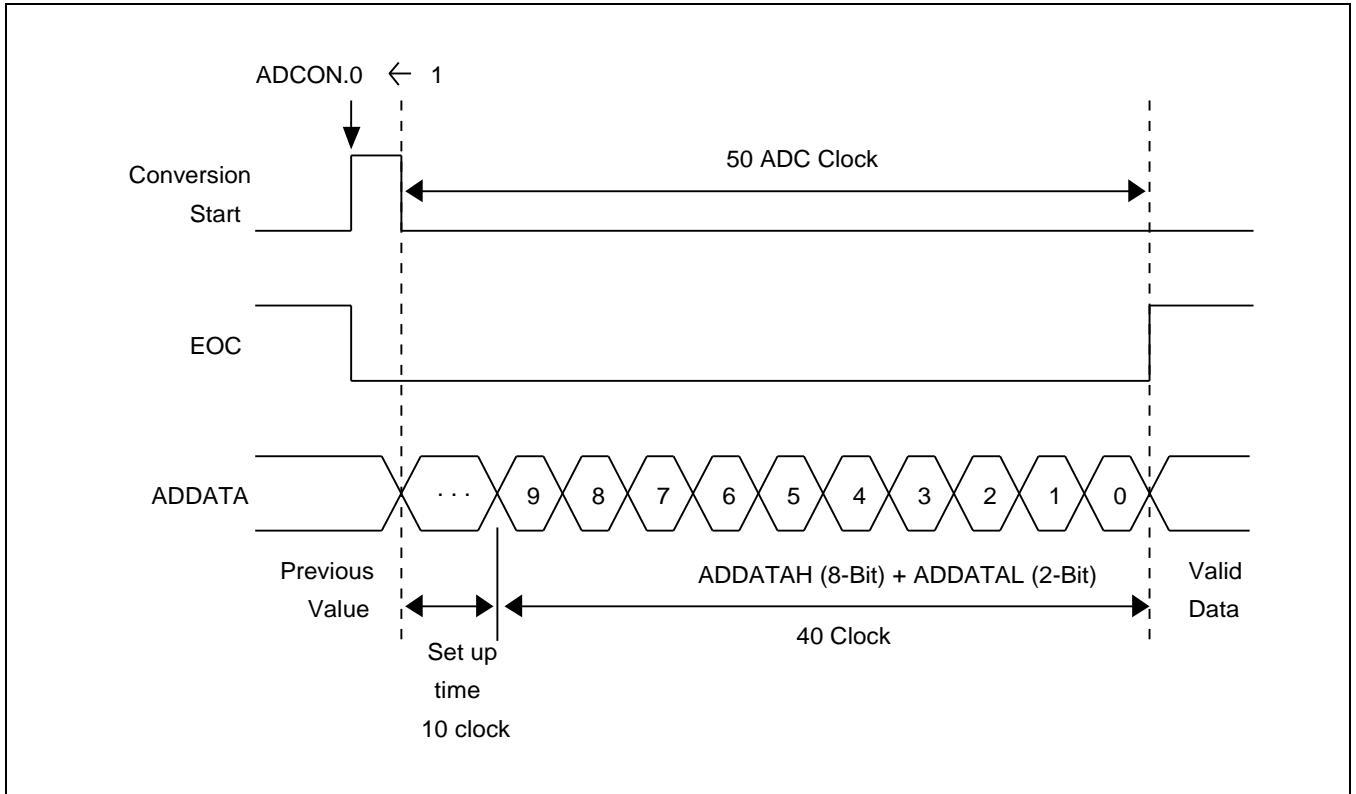 ADCON.0 ← 1
50 ADC Clock
Conversion
Start
EOC
ADDATA
· · ·
9 8 7 6 5 4 3 2 1 0
Previous
Value
ADDATAH (8-Bit) + ADDATAL (2-Bit)
Valid
Data
40 Clock
Set up
time
10 clock